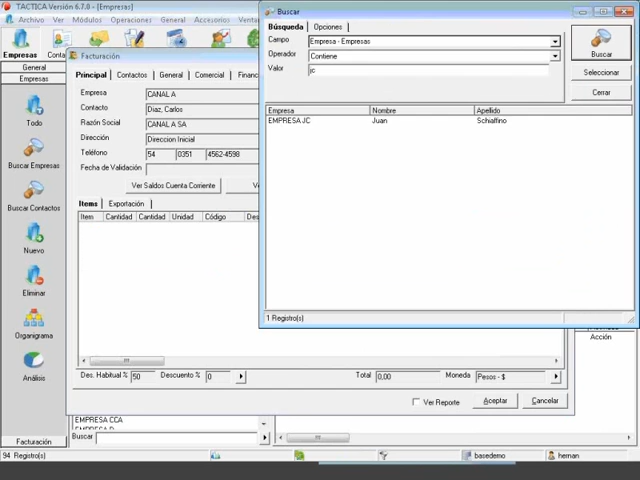 TACTICA Versión 6.7.8 - [Empresas]
Archivo Ver Módulos Operaciones General Accesorios Ventana
Empresas
General
Empresas
Todo
Buscar Empresas
Buscar Contactos
Nuevo
Eliminar
Organigrama
Análisis
Facturación
94 Registro(s)
basedemo
hernan
Facturación
Principal Contactos General Comercial
Empresa CANAL A
Contacto Diaz, Carlos
Razón Social CANAL A SA
Dirección Direccion Inicial
Teléfono 54 0351 4562-4598
Fecha de Validación
Ver Saldos Cuenta Corriente
Items Exportación
Item Cantidad Cantidad Unidad Código
Des. Habitual % 50 Descuento % 0 Total 0,00 Moneda Pesos - $
Ver Reporte Aceptar Cancelar
EMPRESA CCA
Buscar
Acción
Buscar
Búsqueda Opciones
Campo Empresa - Empresas
Operador Contiene
Valor jc
Buscar
Seleccionar
Cerrar
Empresa Nombre Apellido
EMPRESA JC Juan Schiaffino
1 Registro(s)